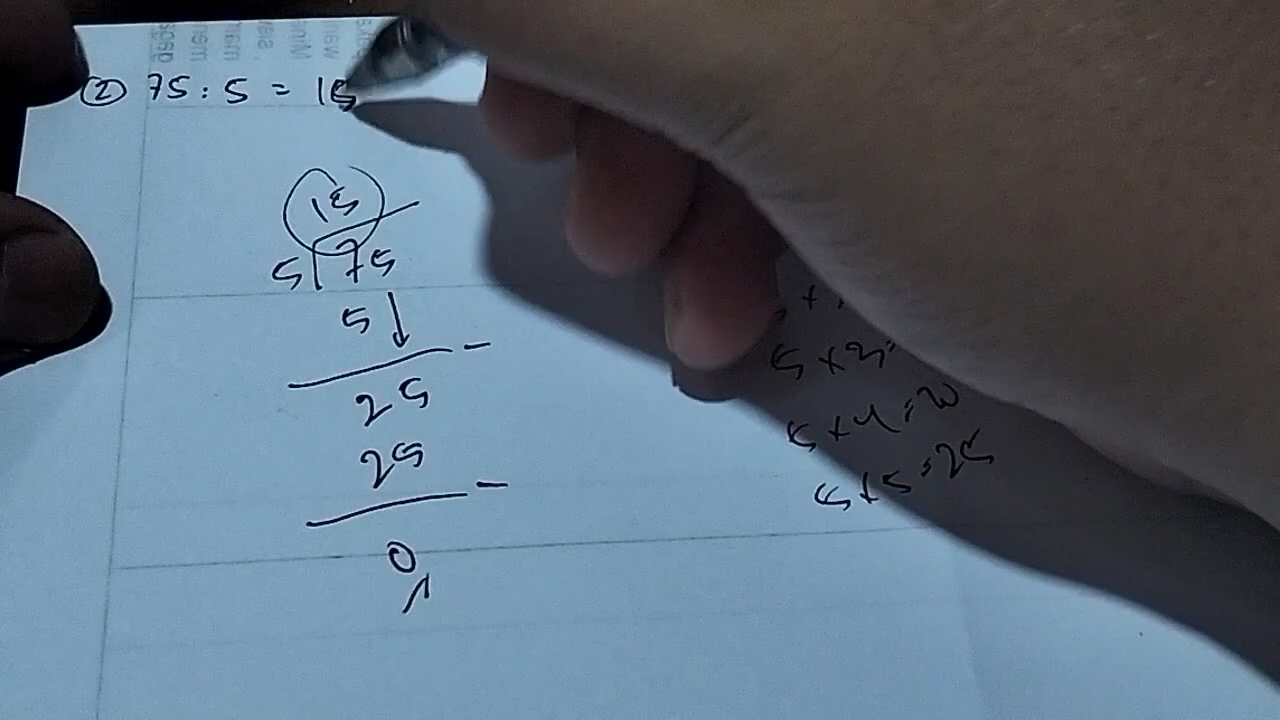 ② 75 : 5 = 15
15
5 75
5
25 -
25
0 -
5 x 4 = 20
5 x 5 = 25